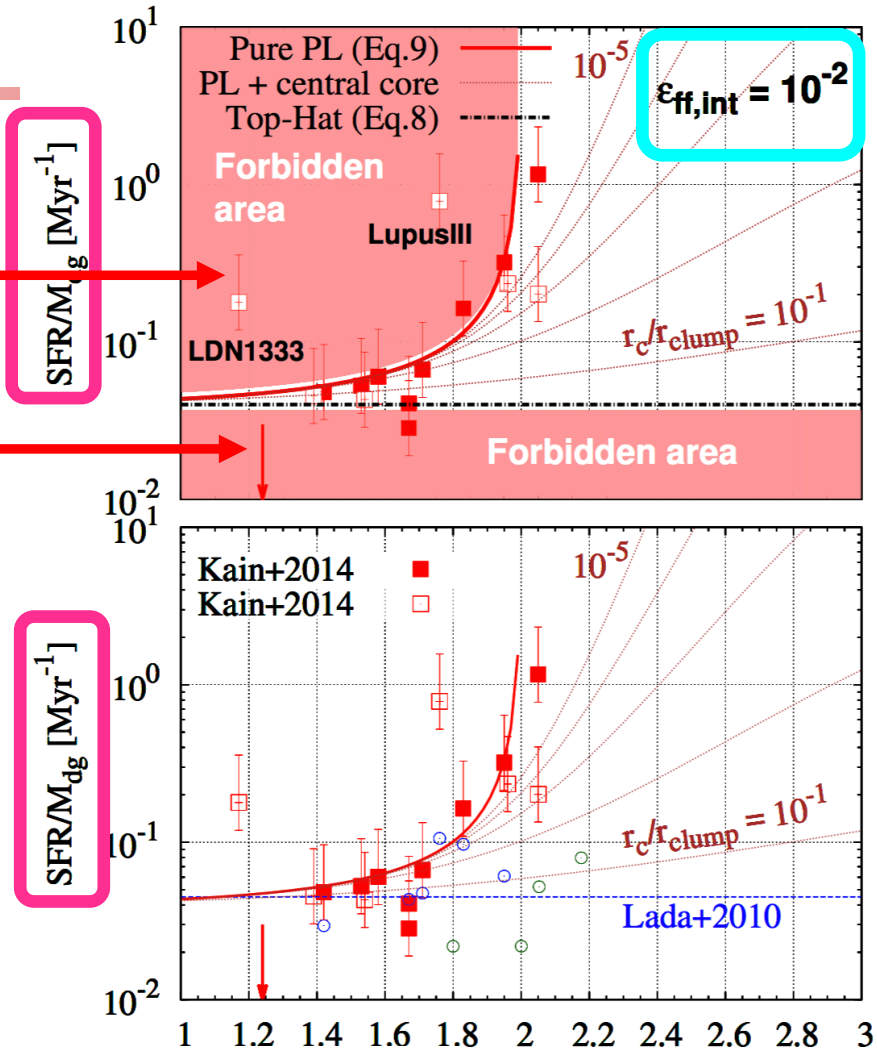 10^1
Pure PL (Eq.9)
PL + central core
Top-Hat (Eq.8)
10^-5
ε_ff,int = 10^-2
Forbidden
area
10^0
LupusIII
SFR/M_dg [Myr^-1]
10^-1
r_c/r_clump = 10^-1
LDN1333
Forbidden area
10^-2
10^1
Kain+2014
Kain+2014
10^-5
10^0
SFR/M_dg [Myr^-1]
10^-1
r_c/r_clump = 10^-1
Lada+2010
10^-2
1 1.2 1.4 1.6 1.8 2 2.2 2.4 2.6 2.8 3